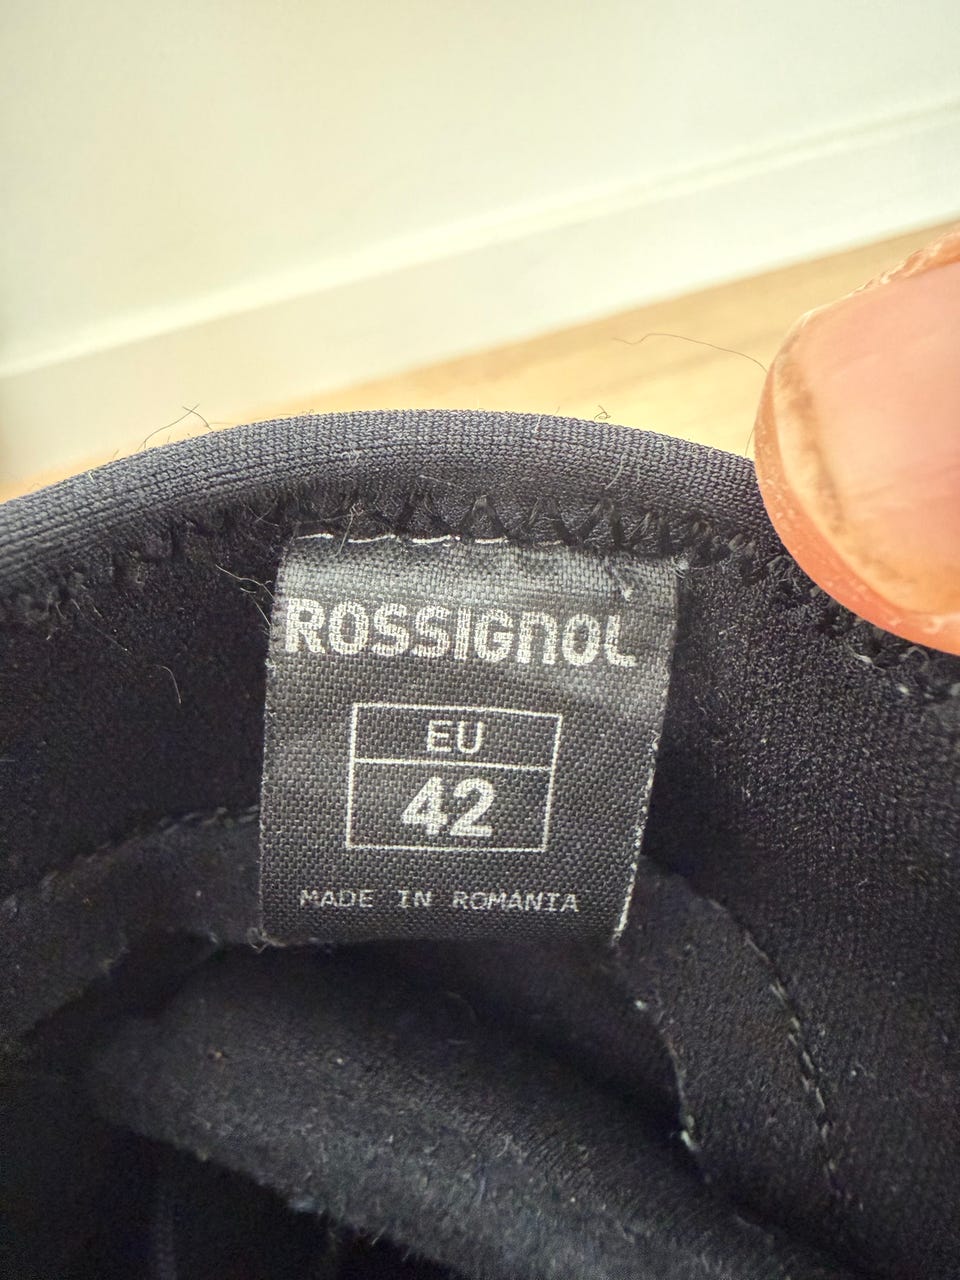 ROSSIGNOL
EU
42
MADE IN ROMANIA